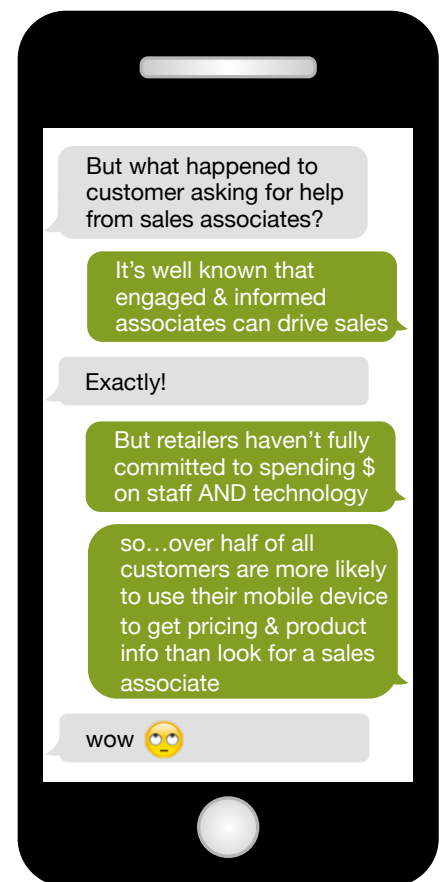 But what happened to
customer asking for help
from sales associates?
It's well known that
engaged & informed
associates can drive sales
Exactly!
But retailers haven't fully
committed to spending $
on staff AND technology
so…over half of all
customers are more likely
to use their mobile device
to get pricing & product
info than look for a sales
associate
wow 🙄